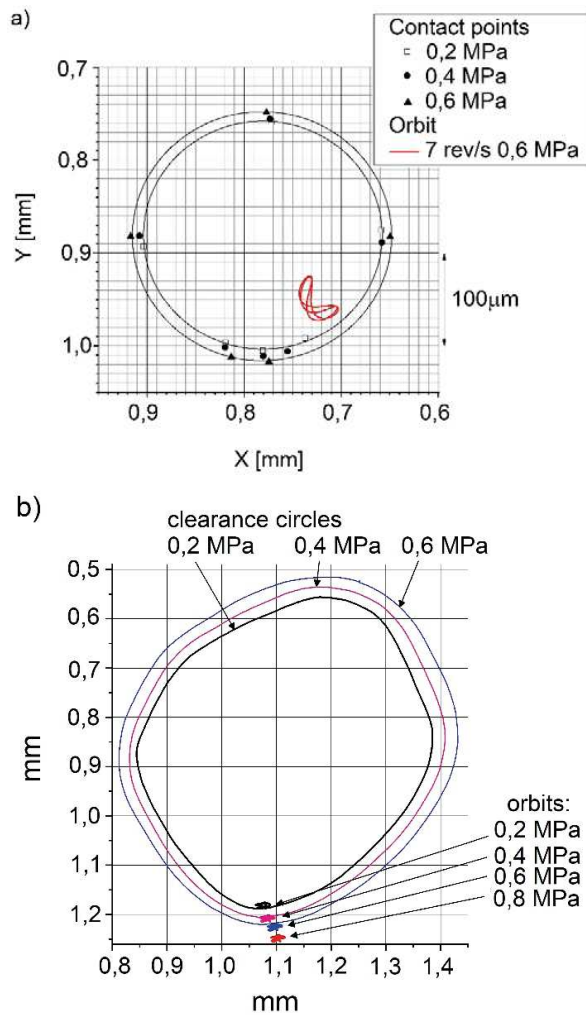 a)
Contact points
□ 0,2 MPa
● 0,4 MPa
▲ 0,6 MPa
Orbit
7 rev/s 0,6 MPa
0,7
0,8
0,9
1,0
Y [mm]
100μm
0,9 0,8 0,7 0,6
X [mm]
b)
clearance circles
0,2 MPa 0,4 MPa 0,6 MPa
0,5
0,6
0,7
0,8
0,9
1,0
1,1
1,2
mm
orbits:
0,2 MPa
0,4 MPa
0,6 MPa
0,8 MPa
0,8 0,9 1,0 1,1 1,2 1,3 1,4
mm